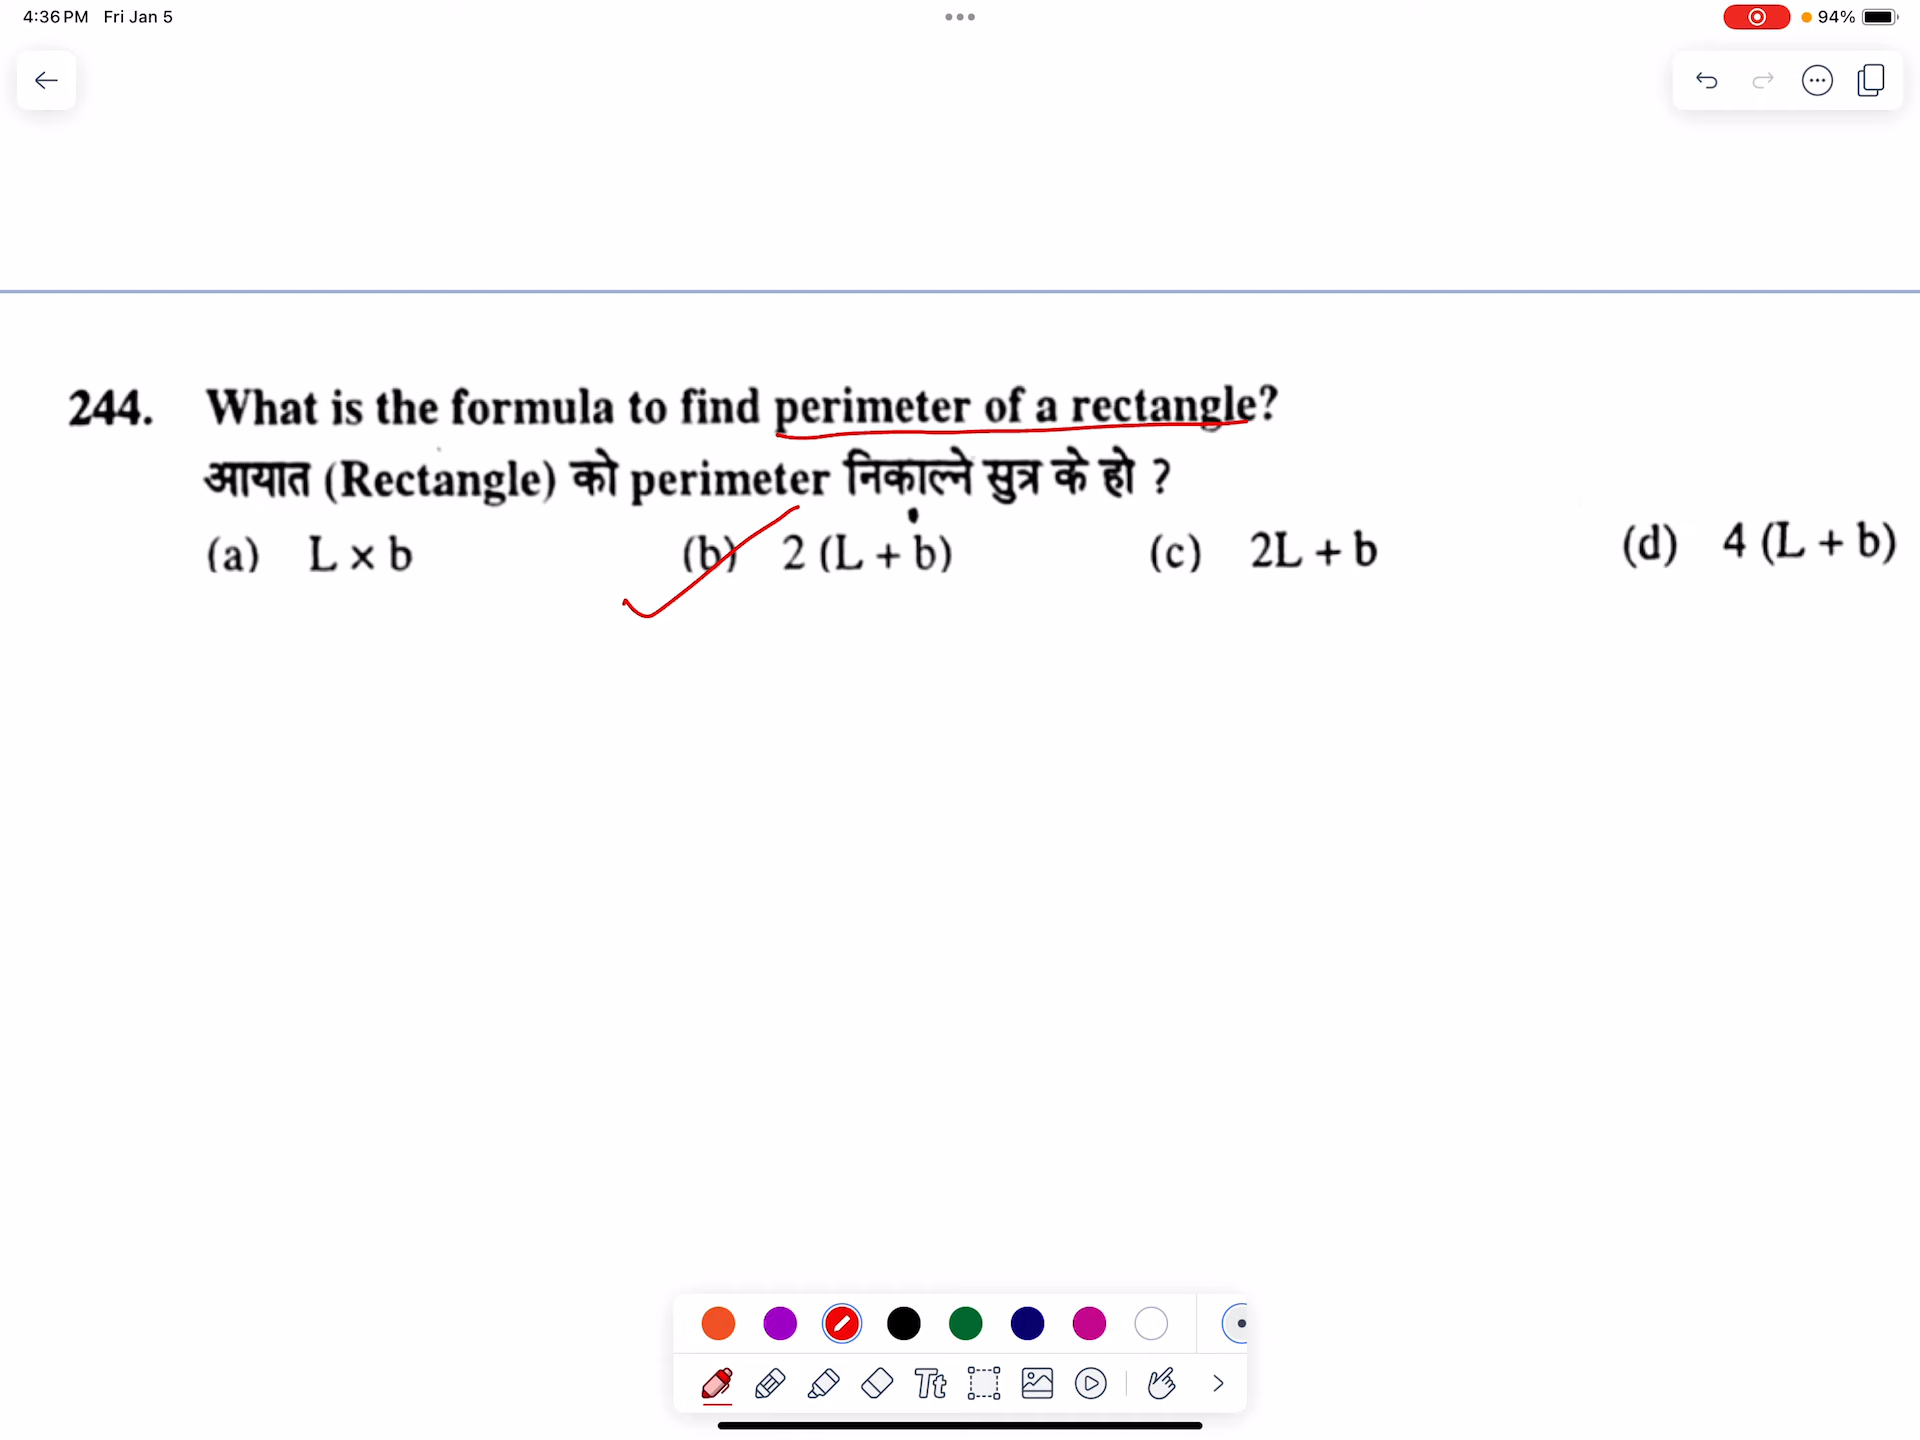 4:36 PM Fri Jan 5
94%
244. What is the formula to find perimeter of a rectangle?
आयात (Rectangle) को perimeter निकाल्ने सुत्र के हो ?
(a) L × b (b) 2 (L + b) (c) 2L + b (d) 4 (L + b)
Tt